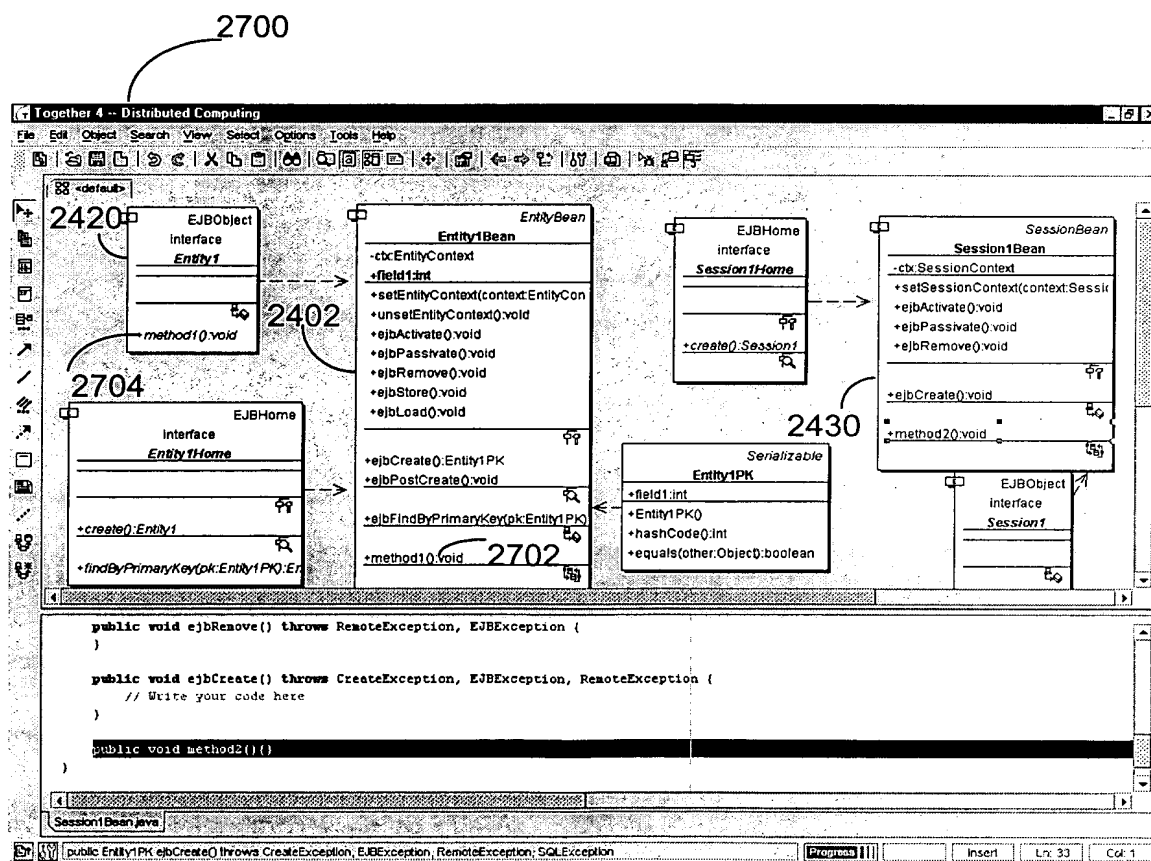 2700
Together 4 -- Distributed Computing
File Edit Object Search View Select Options Tools Help
<default>
2420
EJBObject
interface
Entity1
+method1():void
2704
EntityBean
Entity1Bean
-ctx:EntityContext
+field1:int
+setEntityContext(context:EntityCon
+unsetEntityContext():void
+ejbActivate():void
+ejbPassivate():void
+ejbRemove():void
+ejbStore():void
+ejbLoad():void
+ejbCreate():Entity1PK
+ejbPostCreate():void
+ejbFindByPrimaryKey(pk:Entity1PK)
+method1():void
2402
2702
EJBHome
interface
Session1Home
+create():Session1
SessionBean
Session1Bean
-ctx:SessionContext
+setSessionContext(context:Sessic
+ejbActivate():void
+ejbPassivate():void
+ejbRemove():void
+ejbCreate():void
+method2():void
2430
EJBHome
interface
Entity1Home
+create():Entity1
+findByPrimaryKey(pk:Entity1PK):En
Serializable
Entity1PK
+field1:int
+Entity1PK()
+hashCode():int
+equals(other:Object):boolean
EJBObject
interface
Session1
public void ejbRemove() throws RemoteException, EJBException {
}
public void ejbCreate() throws CreateException, EJBException, RemoteException {
// Write your code here
}
public void method2(){}
}
Session1Bean.java
public Entity1PK ejbCreate() throws CreateException, EJBException, RemoteException, SQLException
Progress
Insert
Ln: 33
Col: 1